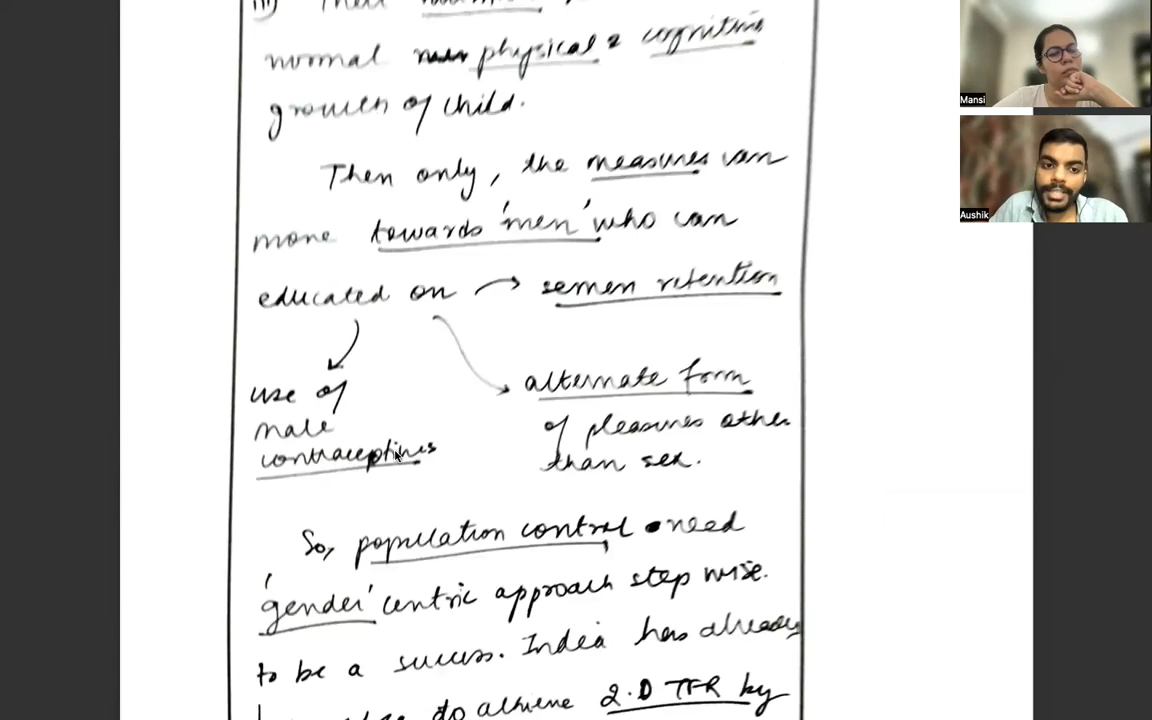 normal physical & cognitive
growth of child.
Then only, the measures can
move towards 'men' who can
educated on → semen retention
use of
male
contraceptives
alternate form
of pleasures other
than sex.
So, population control need
'gender' centric approach step wise.
to be a success. India has already
to achieve 2.0 TFR by
Mansi
Aushik